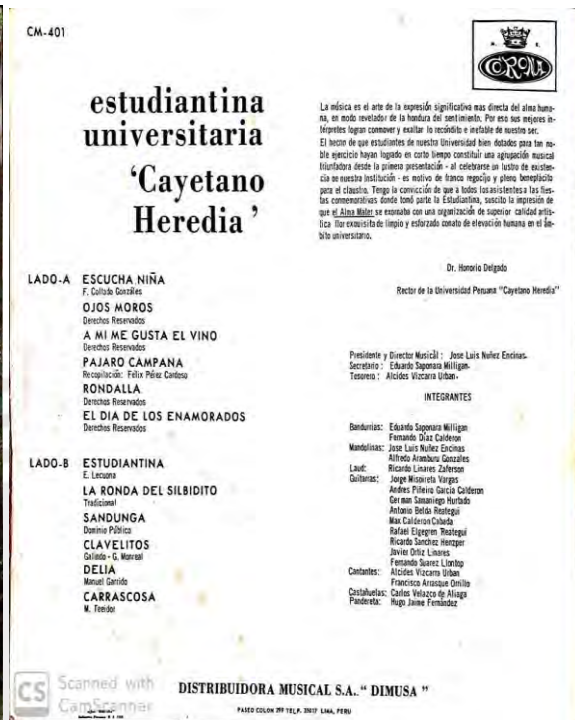 CM-401
CORONA
estudiantina
universitaria
‘Cayetano
Heredia’
La música es el arte de la expresión significativa mas directa del alma huma-
na, en modo revelador de la hondura del sentimiento. Por eso sus mejores in-
térpretes logran conmover y exaltar lo recóndito e inefable de nuestro ser.
El hecho de que estudiantes de nuestra Universidad bien dotados para tan no-
ble ejercicio hayan logrado en corto tiempo constituir una agrupación musical
triunfadora desde la primera presentación - al celebrarse un lustro de existen-
cia de nuestra institución - es motivo de franco regocijo y pleno beneplácito
para el claustro. Tengo la convicción de que a todos los asistentes a las fies-
tas conmemorativas donde tomó parte la Estudiantina, suscito la impresión de
que el Alma Mater se exornaba con una organización de superior calidad artís-
tica flor exquisita de limpio y esforzado conato de elevación humana en el ám-
bito universitario.
Dr. Honorio Delgado
Rector de la Universidad Peruana "Cayetano Heredia"
LADO-A ESCUCHA NIÑA
F. Collado Gonzáles
OJOS MOROS
Derechos Reservados
A MI ME GUSTA EL VINO
Derechos Reservados
PAJARO CAMPANA
Recopilación: Félix Pérez Cardoso
RONDALLA
Derechos Reservados
EL DIA DE LOS ENAMORADOS
Derechos Reservados
LADO-B ESTUDIANTINA
E. Lecuona
LA RONDA DEL SILBIDITO
Tradicional
SANDUNGA
Dominio Público
CLAVELITOS
Galindo - G. Monreal
DELIA
Manuel Garrido
CARRASCOSA
M. Texidor
Presidente y Director Musical: Jose Luis Nuñez Encinas.
Secretario: Eduardo Saponara Milligan.
Tesorero: Alcides Vizcarra Urban.
INTEGRANTES
Bandurrias: Eduardo Saponara Milligan
Fernando Díaz Calderon
Mandolinas: Jose Luis Nuñez Encinas
Alfredo Aramburu Gonzales
Laud: Ricardo Linares Zaferson
Guitarras: Jorge Misoireta Vargas
Andres Piñeiro Garcia Calderon
German Samaniego Hurtado
Antonio Belda Reategui
Max Calderon Cabada
Rafael Elgegren Reategui
Ricardo Sanchez Henzper
Javier Ortiz Linares
Fernando Suarez Llontop
Cantantes: Alcides Vizcarra Urban
Francisco Arrasque Orrillo
Castañuelas: Carlos Velazco de Aliaga
Pandereta: Hugo Jaime Fernández
CS Scanned with
CamScanner
DISTRIBUIDORA MUSICAL S.A. “ DIMUSA ”
PASEO COLON TELF. LIMA, PERU